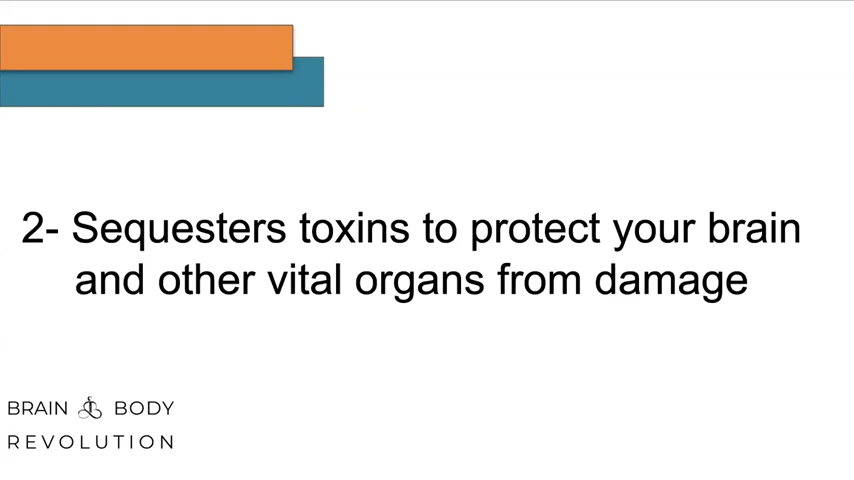 2- Sequesters toxins to protect your brain
and other vital organs from damage
BRAIN BODY
REVOLUTION